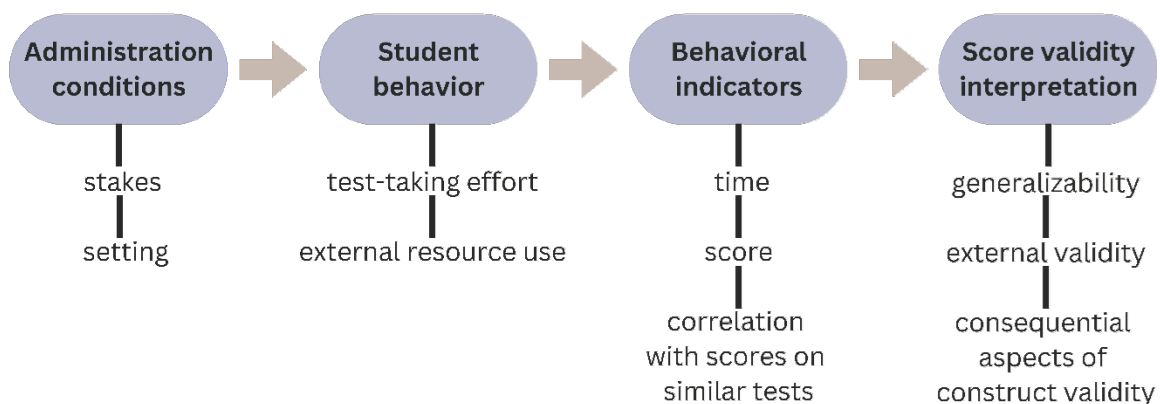 Administration
conditions
Student
behavior
Behavioral
indicators
Score validity
interpretation
stakes
setting
test-taking effort
external resource use
time
score
correlation
with scores on
similar tests
generalizability
external validity
consequential
aspects of
construct validity